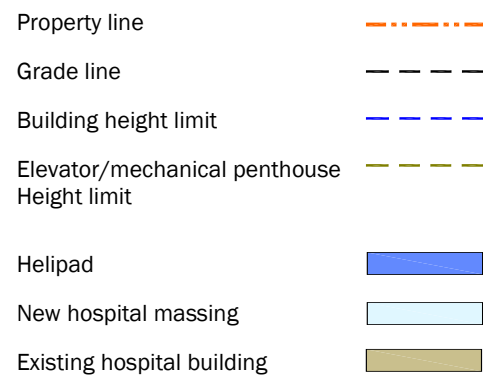 Property line
Grade line
Building height limit
Elevator/mechanical penthouse
Height limit
Helipad
New hospital massing
Existing hospital building